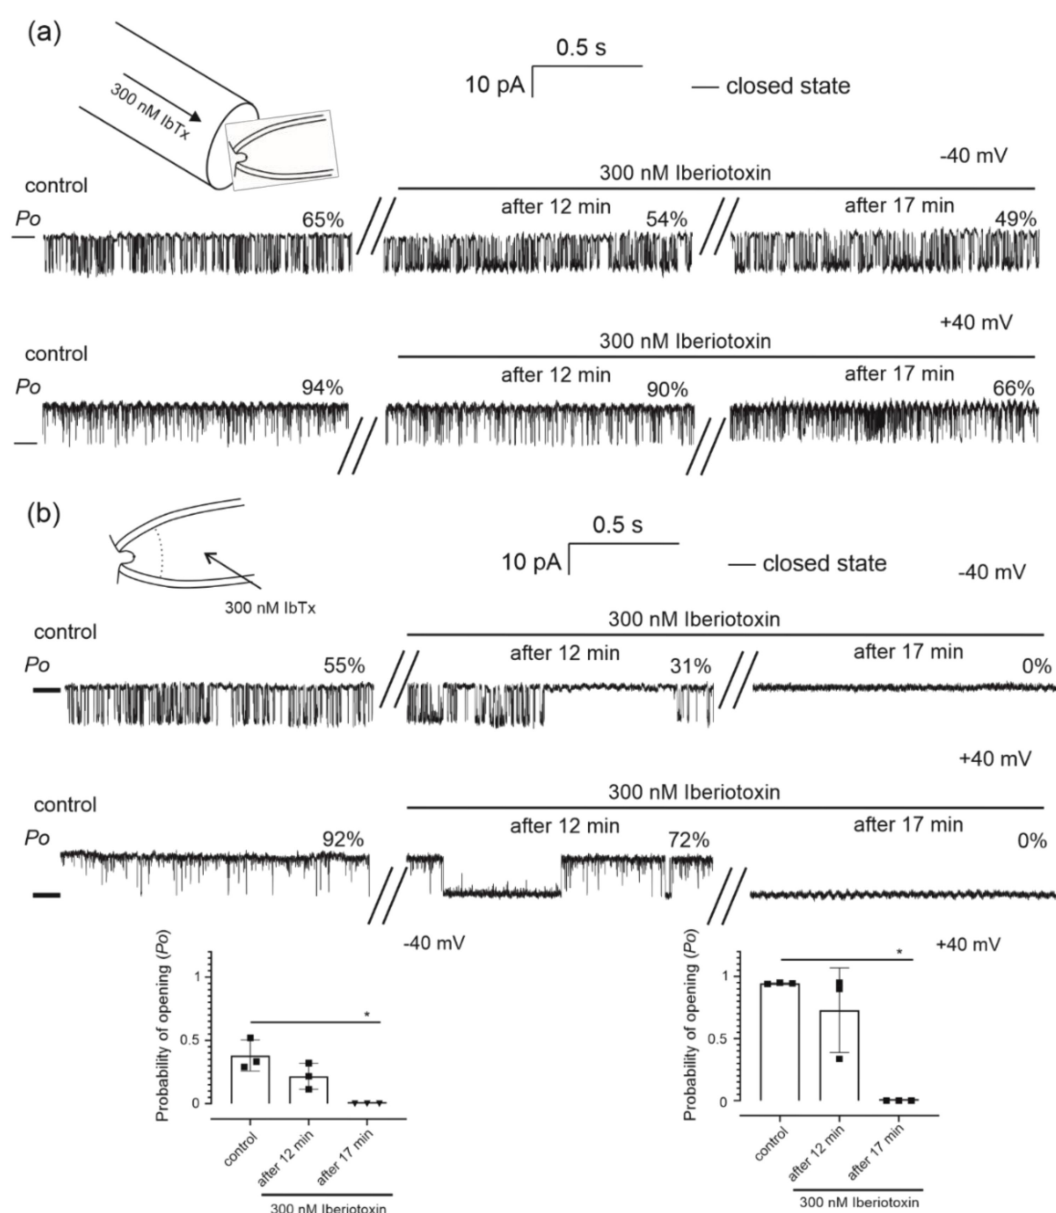 (a)
300 nM IbTx
0.5 s
10 pA
closed state
-40 mV
300 nM Iberiotoxin
control
after 12 min
after 17 min
Po
65%
54%
49%
+40 mV
300 nM Iberiotoxin
control
after 12 min
after 17 min
Po
94%
90%
66%
(b)
300 nM IbTx
0.5 s
10 pA
closed state
-40 mV
300 nM Iberiotoxin
control
after 12 min
after 17 min
Po
55%
31%
0%
+40 mV
300 nM Iberiotoxin
control
after 12 min
after 17 min
Po
92%
72%
0%
-40 mV
Probability of opening (Po)
1
0.5
0
*
control
after 12 min
after 17 min
300 nM Iberiotoxin
+40 mV
Probability of opening (Po)
1
0.5
0
*
control
after 12 min
after 17 min
300 nM Iberiotoxin